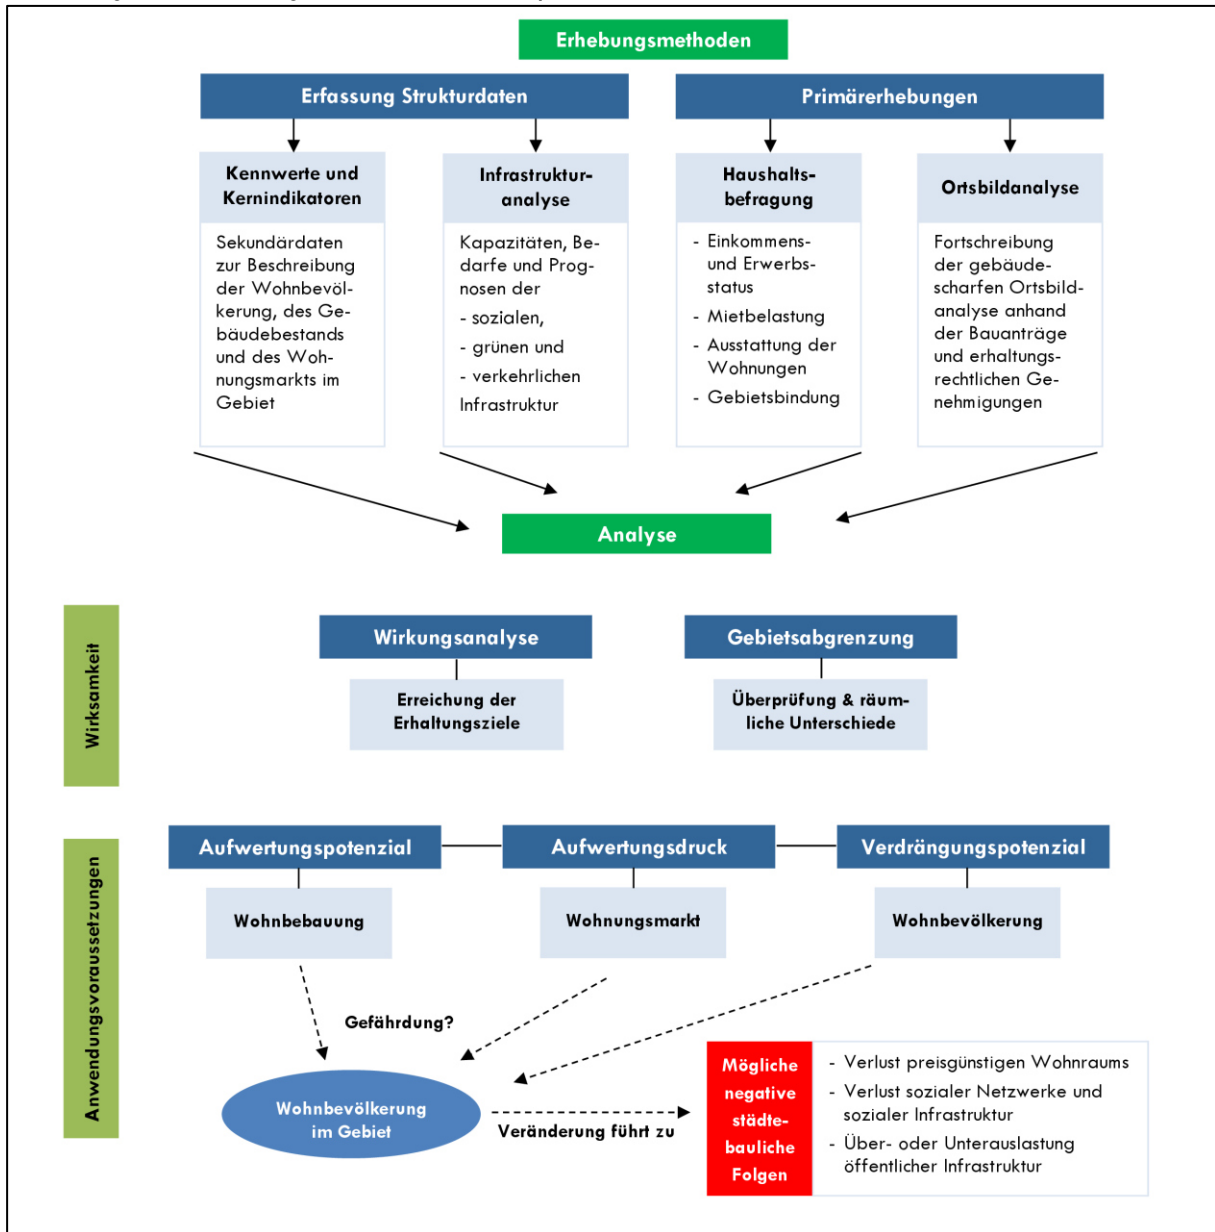 Erhebungsmethoden
Erfassung Strukturdaten
Primärerhebungen
Kennwerte und
Kernindikatoren
Sekundärdaten
zur Beschreibung
der Wohnbevöl-
kerung, des Ge-
bäudebestands
und des Woh-
nungsmarkts im
Gebiet
Infrastruktur-
analyse
Kapazitäten, Be-
darfe und Prog-
nosen der
- sozialen,
- grünen und
- verkehrlichen
Infrastruktur
Haushalts-
befragung
- Einkommens-
und Erwerbs-
status
- Mietbelastung
- Ausstattung der
Wohnungen
- Gebietsbindung
Ortsbildanalyse
Fortschreibung
der gebäude-
scharfen Ortsbild-
analyse anhand
der Bauanträge
und erhaltungs-
rechtlichen Ge-
nehmigungen
Analyse
Wirksamkeit
Wirkungsanalyse
Erreichung der
Erhaltungsziele
Gebietsabgrenzung
Überprüfung & räum-
liche Unterschiede
Anwendungsvoraussetzungen
Aufwertungspotenzial
Aufwertungsdruck
Verdrängungspotenzial
Wohnbebauung
Wohnungsmarkt
Wohnbevölkerung
Gefährdung?
Wohnbevölkerung
im Gebiet
Veränderung führt zu
Mögliche
negative
städte-
bauliche
Folgen
- Verlust preisgünstigen Wohnraums
- Verlust sozialer Netzwerke und
sozialer Infrastruktur
- Über- oder Unterauslastung
öffentlicher Infrastruktur